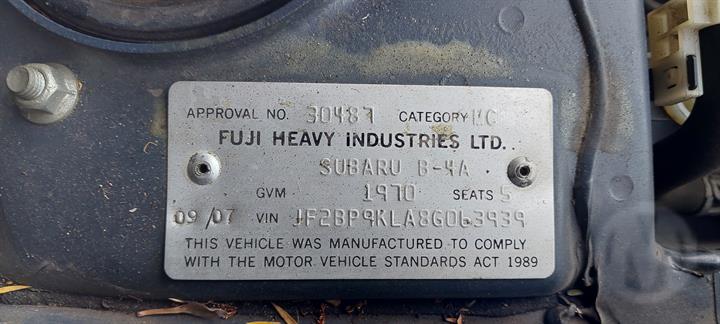 APPROVAL NO. 30487 CATEGORY MC
FUJI HEAVY INDUSTRIES LTD.
SUBARU B-4A
GVM 1970 SEATS 5
09/07 VIN JF2BP9KLA8G063939
THIS VEHICLE WAS MANUFACTURED TO COMPLY
WITH THE MOTOR VEHICLE STANDARDS ACT 1989